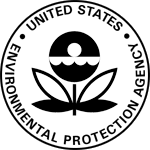 UNITED STATES
ENVIRONMENTAL PROTECTION AGENCY